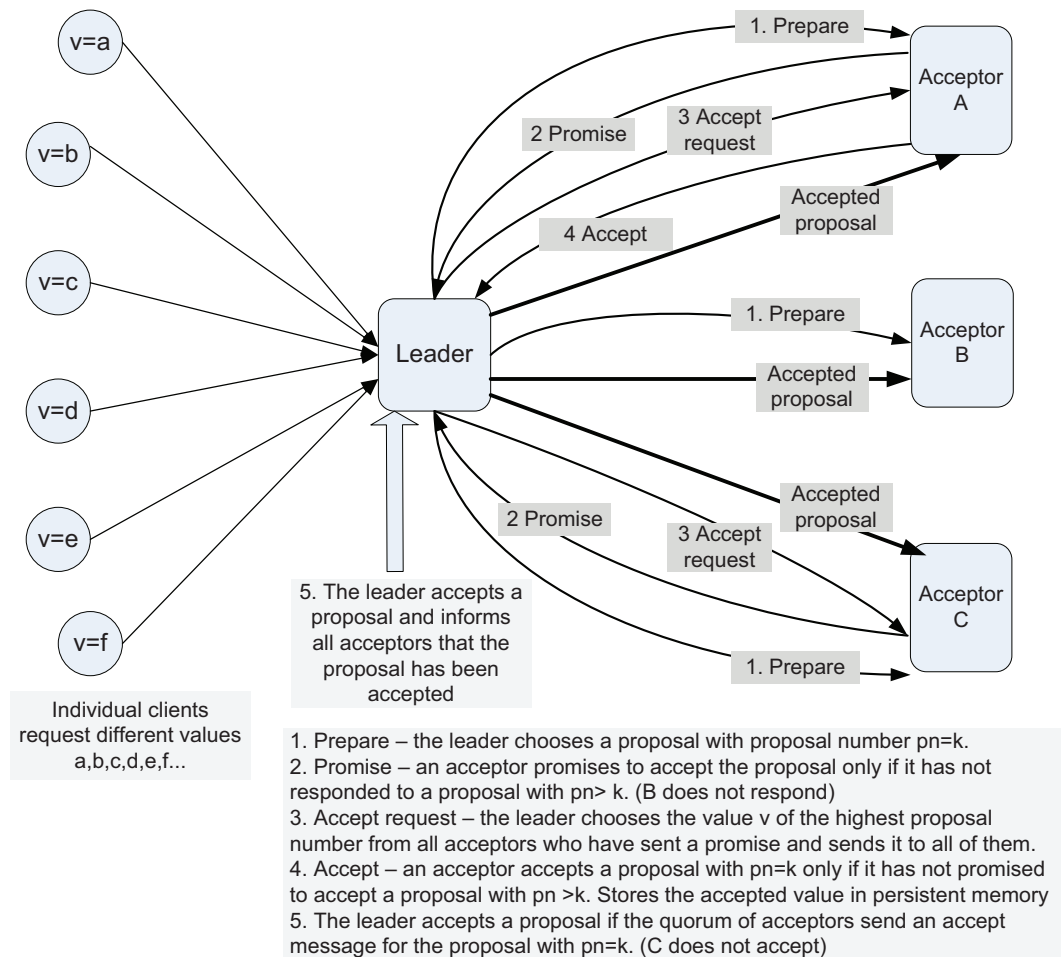 v=a
v=b
v=c
v=d
v=e
v=f
Individual clients
request different values
a,b,c,d,e,f...
Leader
5. The leader accepts a
proposal and informs
all acceptors that the
proposal has been
accepted
1. Prepare
2 Promise
3 Accept
request
4 Accept
Accepted
proposal
Acceptor
A
1. Prepare
Accepted
proposal
Acceptor
B
Accepted
proposal
2 Promise
3 Accept
request
1. Prepare
Acceptor
C
1. Prepare – the leader chooses a proposal with proposal number pn=k.
2. Promise – an acceptor promises to accept the proposal only if it has not
responded to a proposal with pn> k. (B does not respond)
3. Accept request – the leader chooses the value v of the highest proposal
number from all acceptors who have sent a promise and sends it to all of them.
4. Accept – an acceptor accepts a proposal with pn=k only if it has not promised
to accept a proposal with pn >k. Stores the accepted value in persistent memory
5. The leader accepts a proposal if the quorum of acceptors send an accept
message for the proposal with pn=k. (C does not accept)